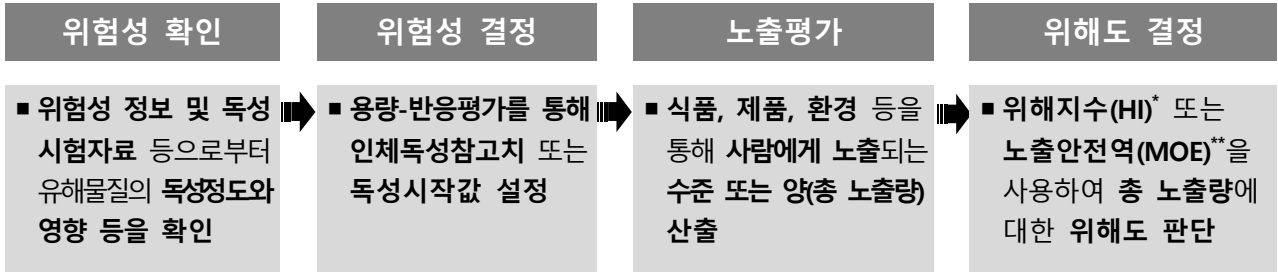 위험성 확인
■ 위험성 정보 및 독성
시험자료 등으로부터
유해물질의 독성정도와
영향 등을 확인
위험성 결정
■ 용량-반응평가를 통해
인체독성참고치 또는
독성시작값 설정
노출평가
■ 식품, 제품, 환경 등을
통해 사람에게 노출되는
수준 또는 양(총 노출량)
산출
위해도 결정
■ 위해지수(HI)* 또는
노출안전역(MOE)**을
사용하여 총 노출량에
대한 위해도 판단